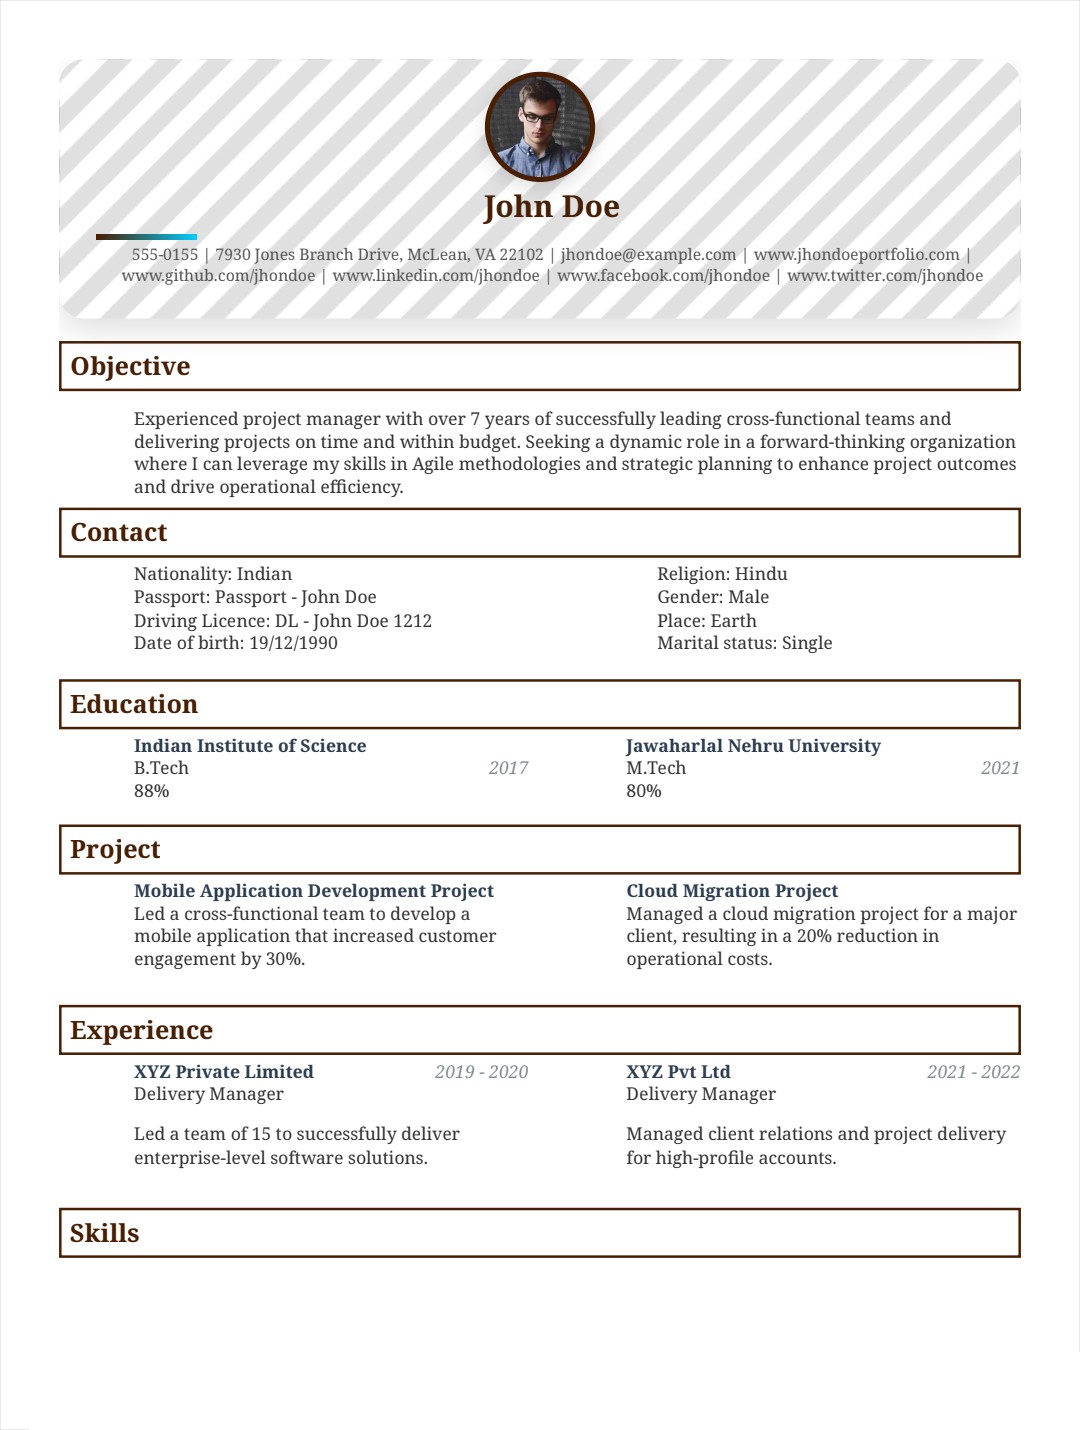 John Doe
555-0155 | 7930 Jones Branch Drive, McLean, VA 22102 | jhondoe@example.com | www.jhondoeportfolio.com |
www.github.com/jhondoe | www.linkedin.com/jhondoe | www.facebook.com/jhondoe | www.twitter.com/jhondoe
Objective
Experienced project manager with over 7 years of successfully leading cross-functional teams and
delivering projects on time and within budget. Seeking a dynamic role in a forward-thinking organization
where I can leverage my skills in Agile methodologies and strategic planning to enhance project outcomes
and drive operational efficiency.
Contact
Nationality: Indian
Passport: Passport - John Doe
Driving Licence: DL - John Doe 1212
Date of birth: 19/12/1990
Religion: Hindu
Gender: Male
Place: Earth
Marital status: Single
Education
Indian Institute of Science
B.Tech 2017
88%
Jawaharlal Nehru University
M.Tech 2021
80%
Project
Mobile Application Development Project
Led a cross-functional team to develop a
mobile application that increased customer
engagement by 30%.
Cloud Migration Project
Managed a cloud migration project for a major
client, resulting in a 20% reduction in
operational costs.
Experience
XYZ Private Limited 2019 - 2020
Delivery Manager
Led a team of 15 to successfully deliver
enterprise-level software solutions.
XYZ Pvt Ltd 2021 - 2022
Delivery Manager
Managed client relations and project delivery
for high-profile accounts.
Skills